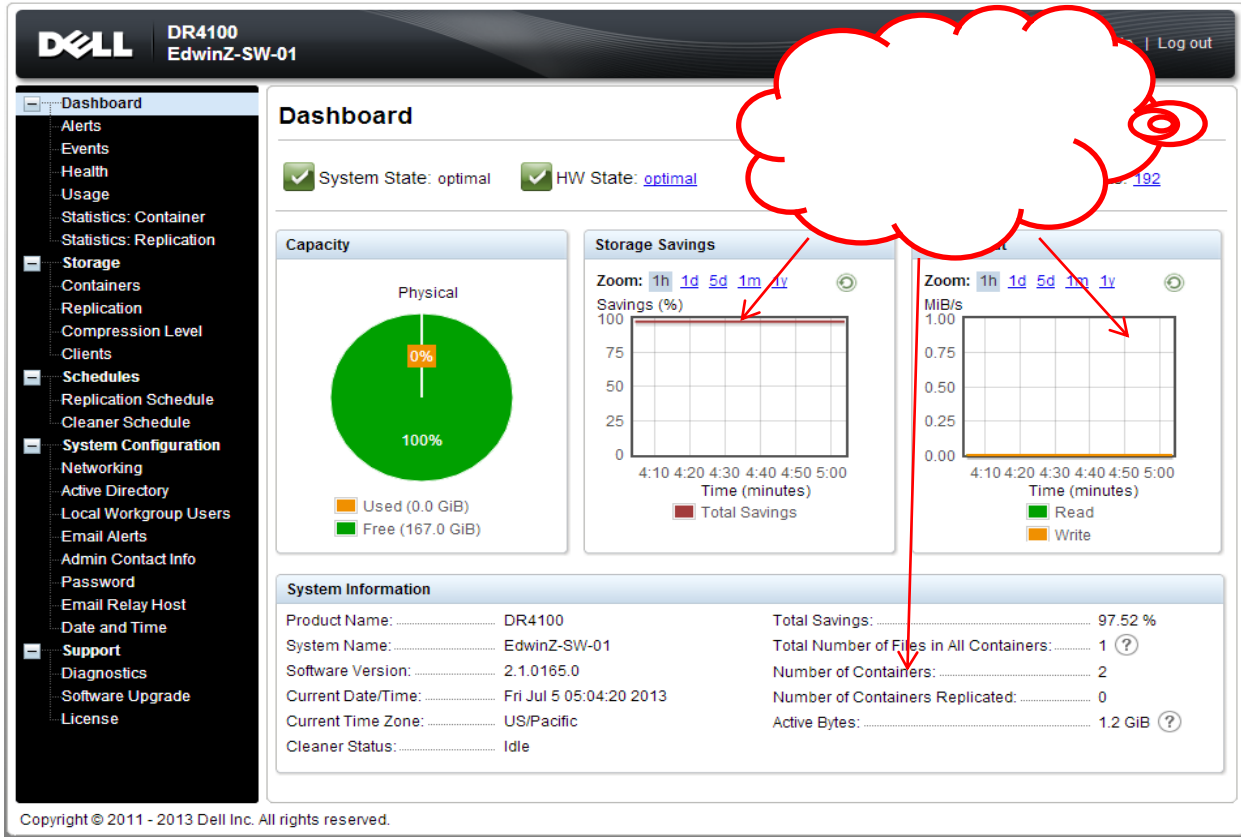 DELL
DR4100
EdwinZ-SW-01
| Log out
Dashboard
Alerts
Events
Health
Usage
Statistics: Container
Statistics: Replication
Storage
Containers
Replication
Compression Level
Clients
Schedules
Replication Schedule
Cleaner Schedule
System Configuration
Networking
Active Directory
Local Workgroup Users
Email Alerts
Admin Contact Info
Password
Email Relay Host
Date and Time
Support
Diagnostics
Software Upgrade
License
Dashboard
System State: optimal HW State: optimal 192
Capacity
Physical
0%
100%
Used (0.0 GiB)
Free (167.0 GiB)
Storage Savings
Zoom: 1h 1d 5d 1m 1y
Savings (%)
100
75
50
25
0
4:10 4:20 4:30 4:40 4:50 5:00
Time (minutes)
Total Savings
Zoom: 1h 1d 5d 1m 1y
MiB/s
1.00
0.75
0.50
0.25
0.00
4:10 4:20 4:30 4:40 4:50 5:00
Time (minutes)
Read
Write
System Information
Product Name: DR4100
System Name: EdwinZ-SW-01
Software Version: 2.1.0165.0
Current Date/Time: Fri Jul 5 05:04:20 2013
Current Time Zone: US/Pacific
Cleaner Status: Idle
Total Savings: 97.52 %
Total Number of Files in All Containers: 1 ?
Number of Containers: 2
Number of Containers Replicated: 0
Active Bytes: 1.2 GiB ?
Copyright © 2011 - 2013 Dell Inc. All rights reserved.